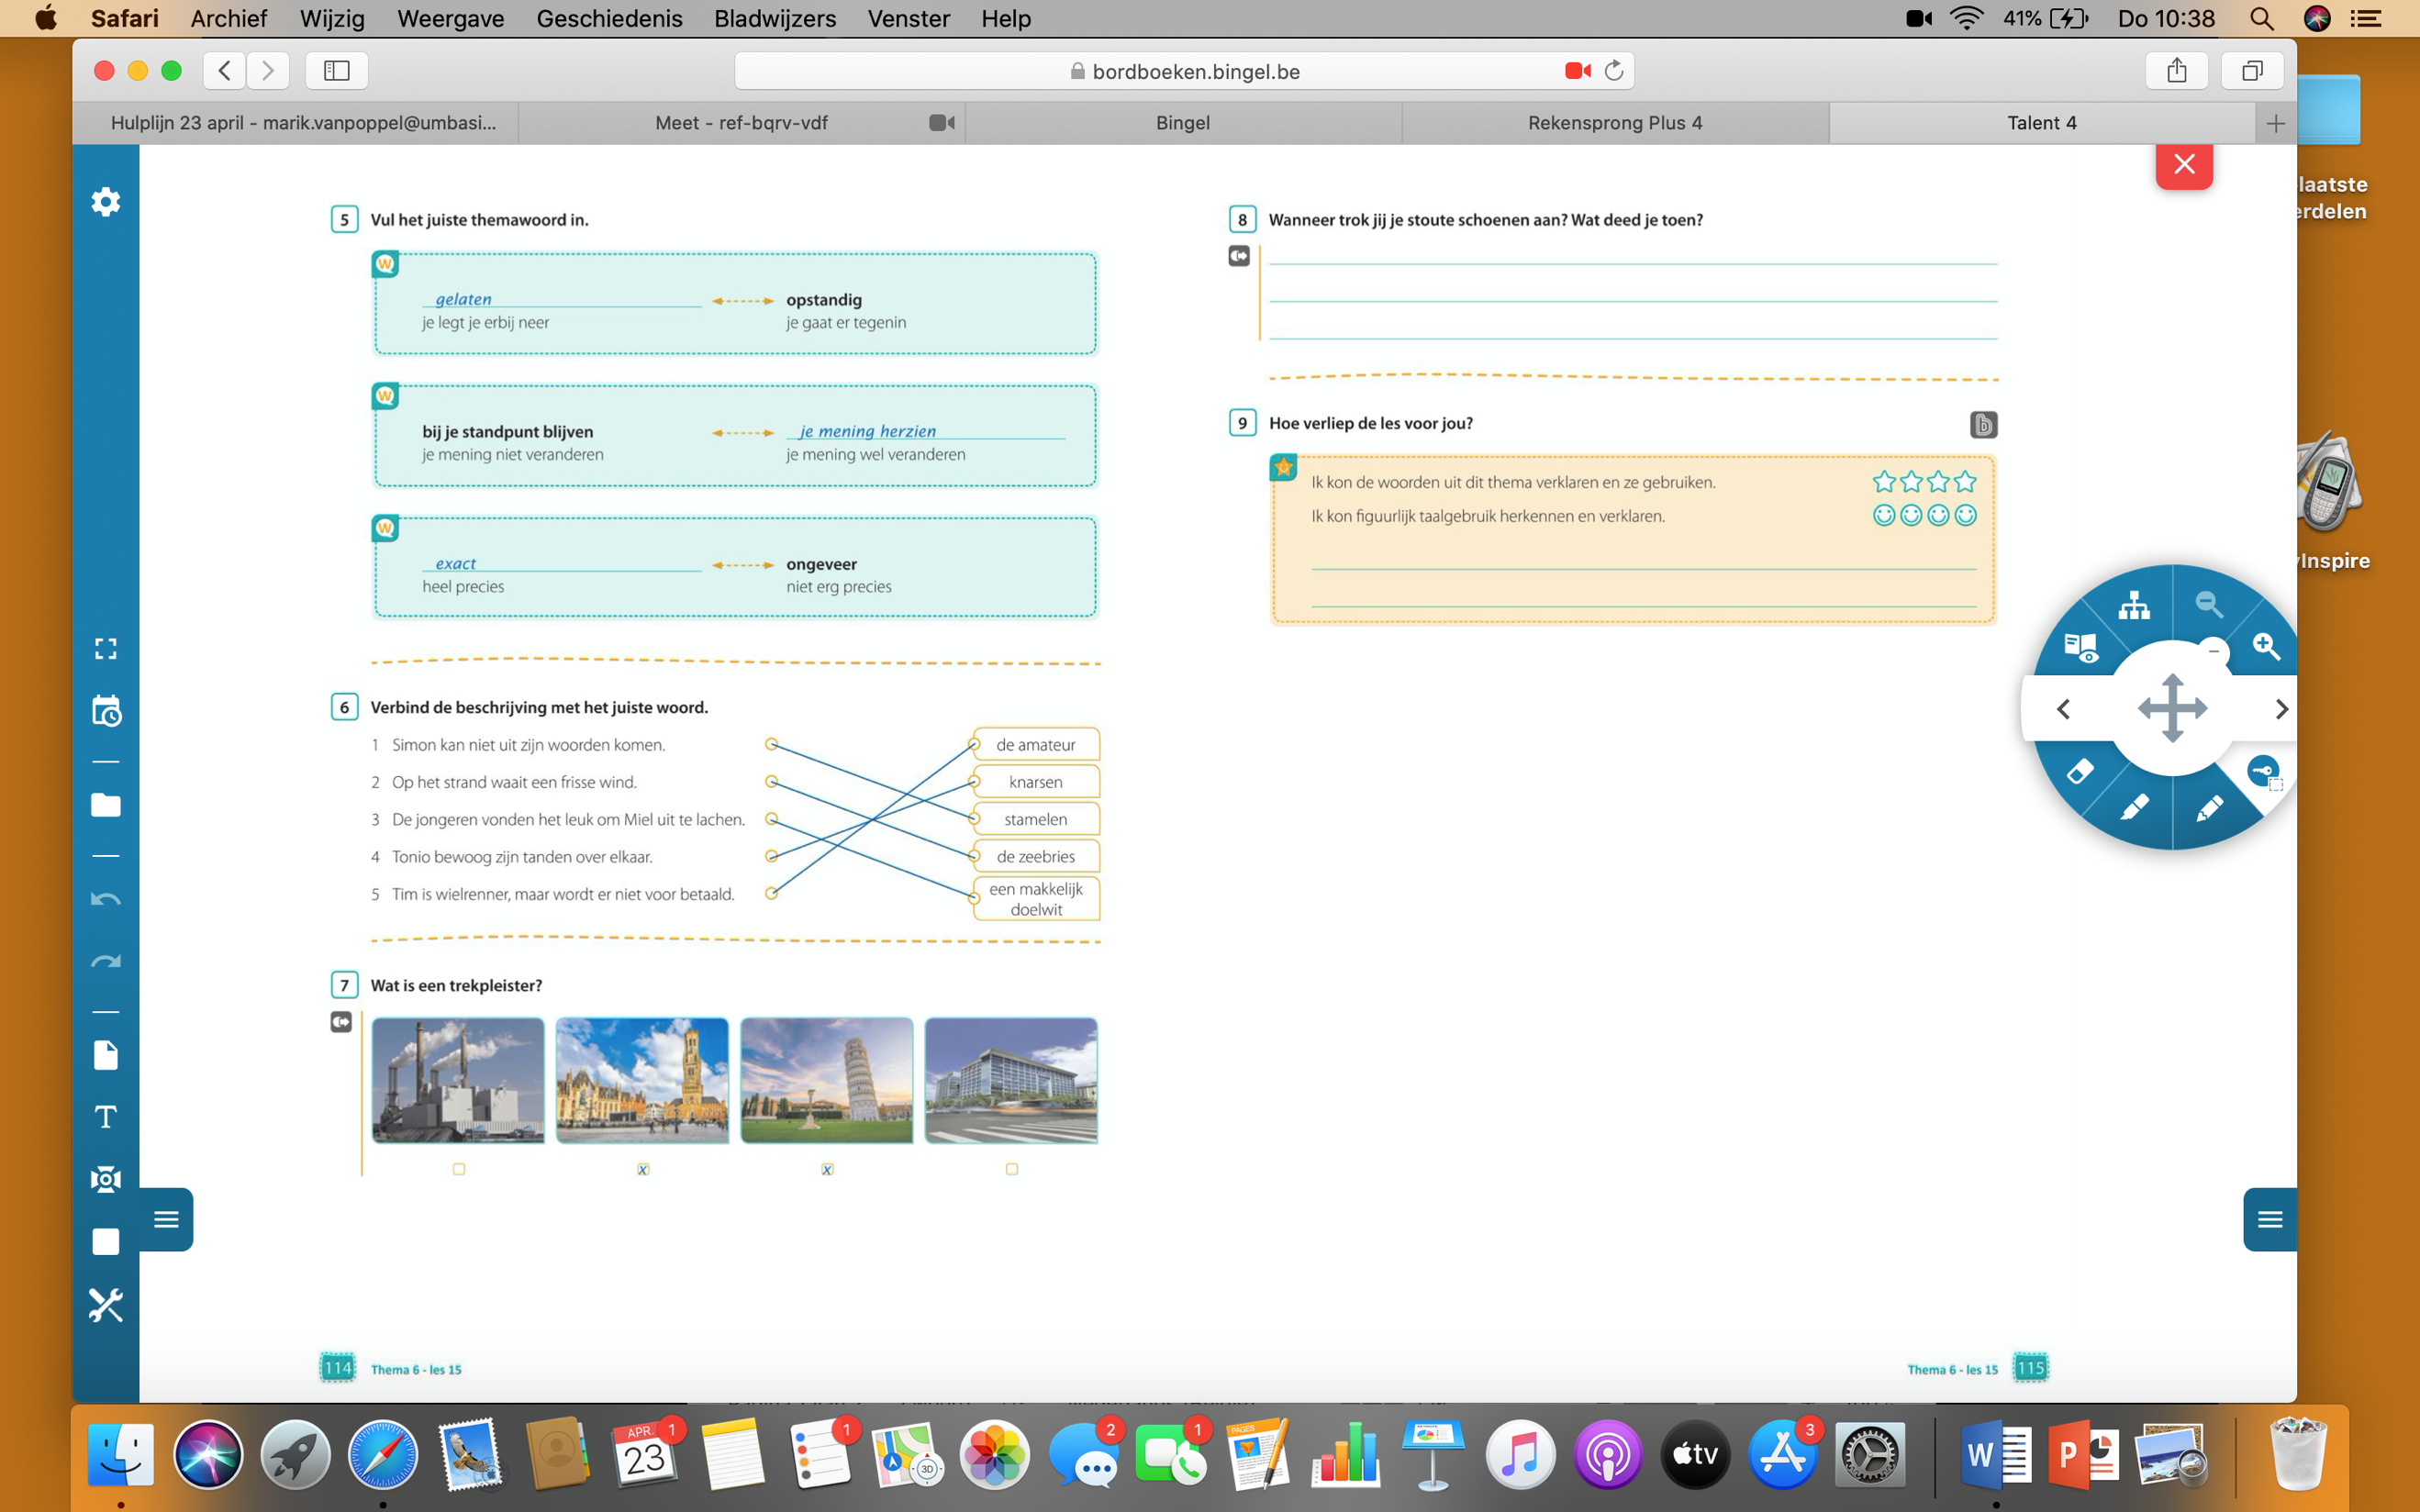 Safari Archief Wijzig Weergave Geschiedenis Bladwijzers Venster Help 41% Do 10:38
bordboeken.bingel.be
Hulplijn 23 april - marik.vanpoppel@umbasi... Meet - ref-bqrv-vdf Bingel Rekensprong Plus 4 Talent 4
laatste
erdelen
Inspire
5 Vul het juiste themawoord in.
W
gelaten opstandig
je legt je erbij neer je gaat er tegenin
W
bij je standpunt blijven je mening herzien
je mening niet veranderen je mening wel veranderen
W
exact ongeveer
heel precies niet erg precies
6 Verbind de beschrijving met het juiste woord.
1 Simon kan niet uit zijn woorden komen. de amateur
2 Op het strand waait een frisse wind. knarsen
3 De jongeren vonden het leuk om Miel uit te lachen. stamelen
4 Tonio bewoog zijn tanden over elkaar. de zeebries
5 Tim is wielrenner, maar wordt er niet voor betaald. een makkelijk
doelwit
7 Wat is een trekpleister?
x x
114 Thema 6 - les 15
8 Wanneer trok jij je stoute schoenen aan? Wat deed je toen?
9 Hoe verliep de les voor jou? b
Ik kon de woorden uit dit thema verklaren en ze gebruiken.
Ik kon figuurlijk taalgebruik herkennen en verklaren.
Thema 6 - les 15 115
T
APR. 23 1 1 3D 2 1 PAGES tv 3 W P